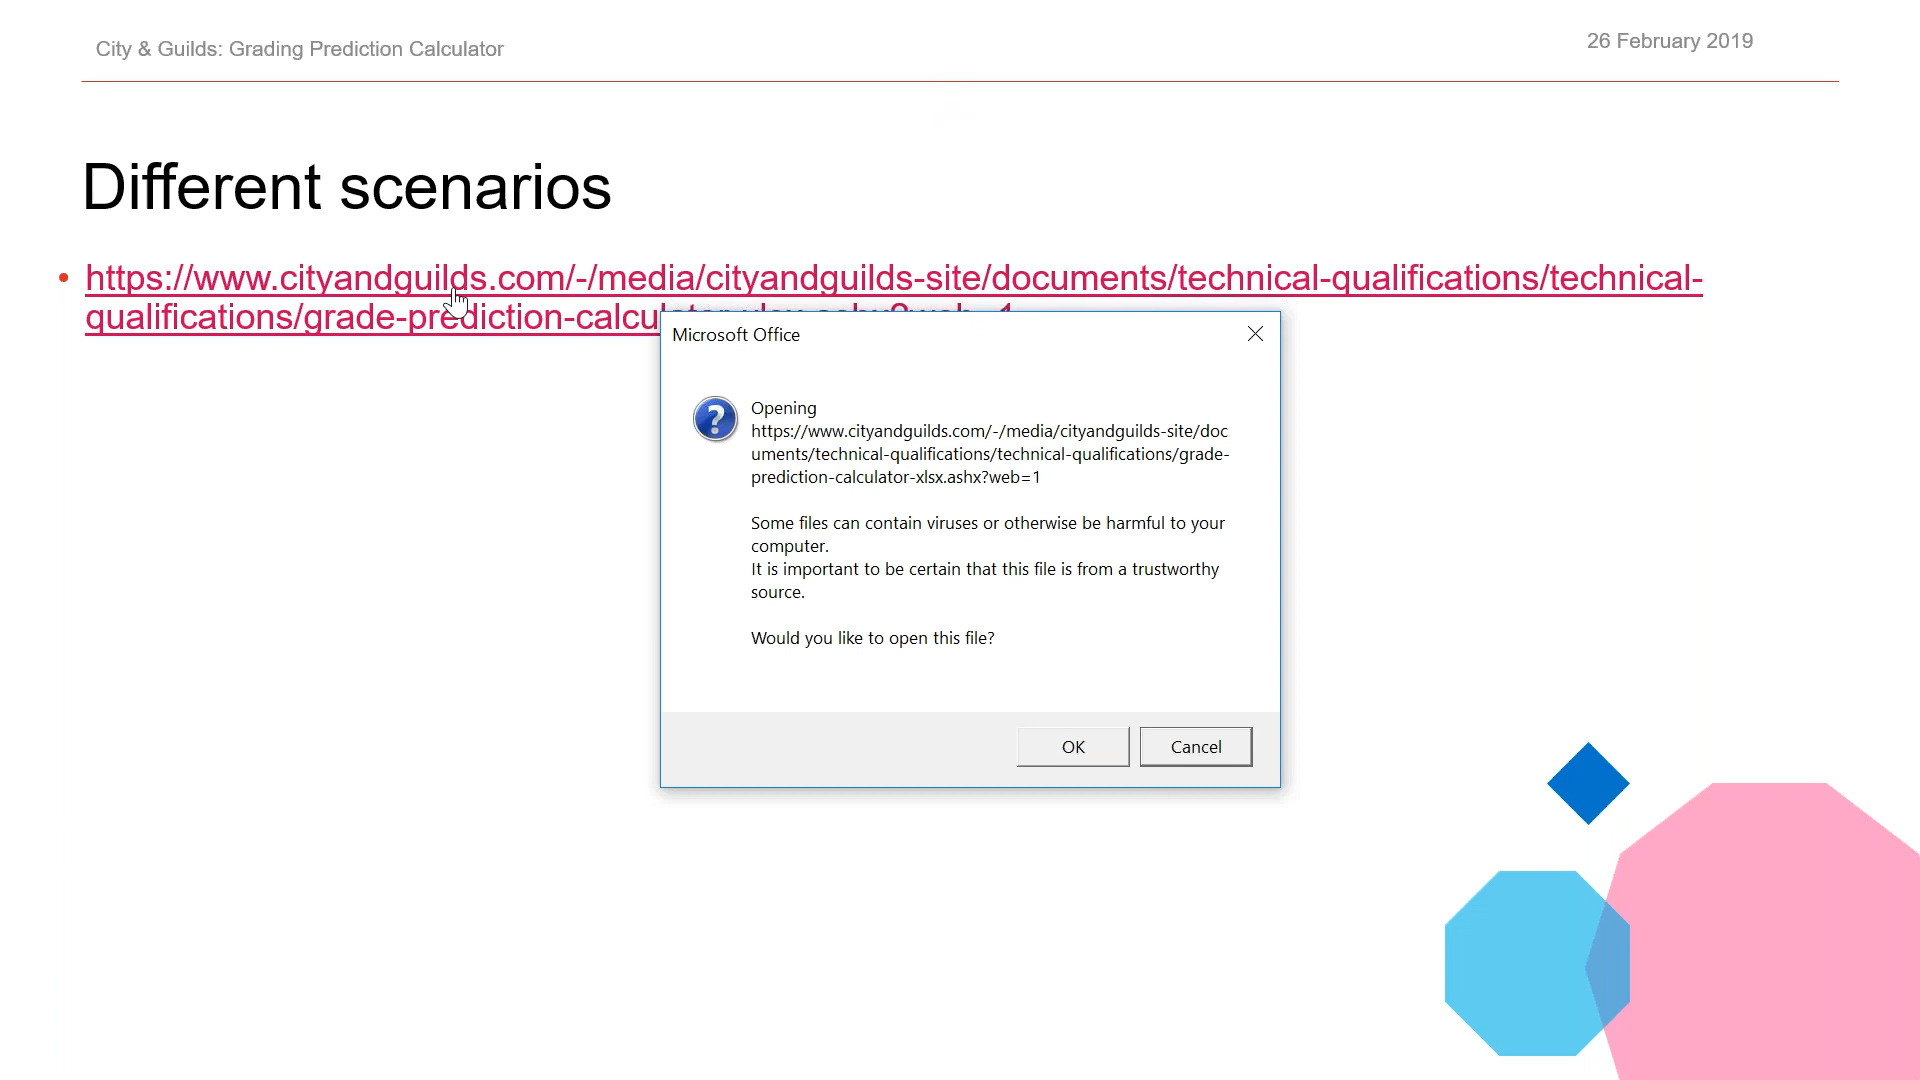 City & Guilds: Grading Prediction Calculator
26 February 2019
Different scenarios
• https://www.cityandguilds.com/-/media/cityandguilds-site/documents/technical-qualifications/technical-
qualifications/grade-prediction-calcu
Microsoft Office
Opening
https://www.cityandguilds.com/-/media/cityandguilds-site/doc
uments/technical-qualifications/technical-qualifications/grade-
prediction-calculator-xlsx.ashx?web=1
Some files can contain viruses or otherwise be harmful to your
computer.
It is important to be certain that this file is from a trustworthy
source.
Would you like to open this file?
OK
Cancel